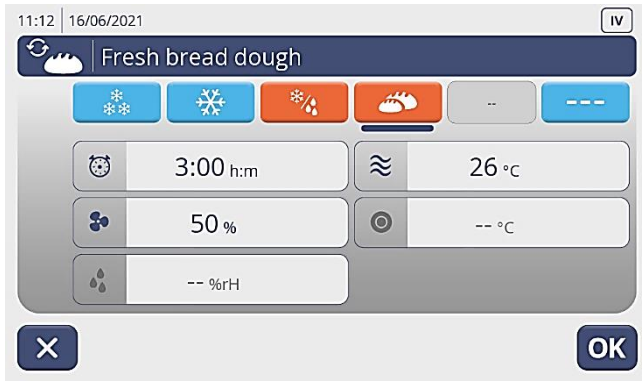 11:12 16/06/2021 IV
Fresh bread dough
-- ---
3:00 h:m 26 °C
50 % -- °C
-- %rH
OK